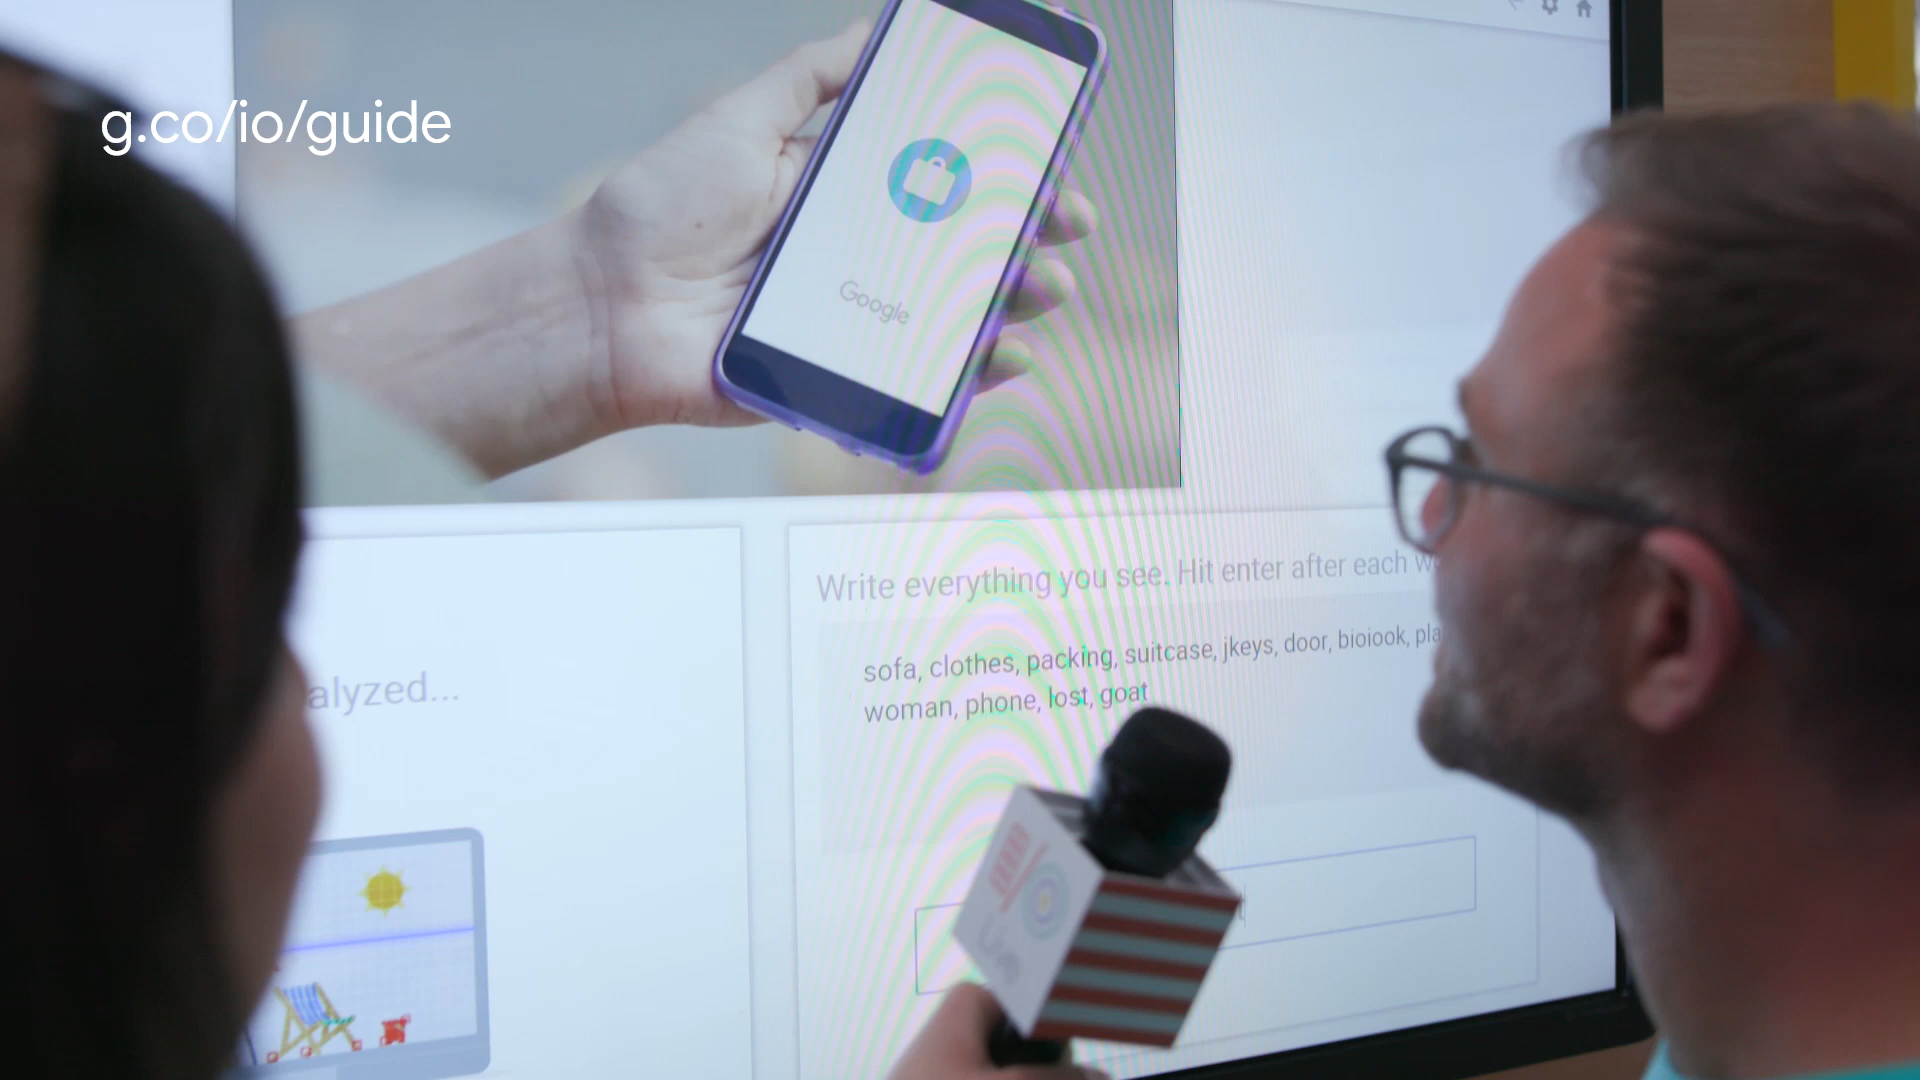 g.co/io/guide
Google
Write everything you see. Hit enter after each
sofa, clothes, packing, suitcase, jkeys, door, bioiook,
woman, phone, lost, goat
alyzed...